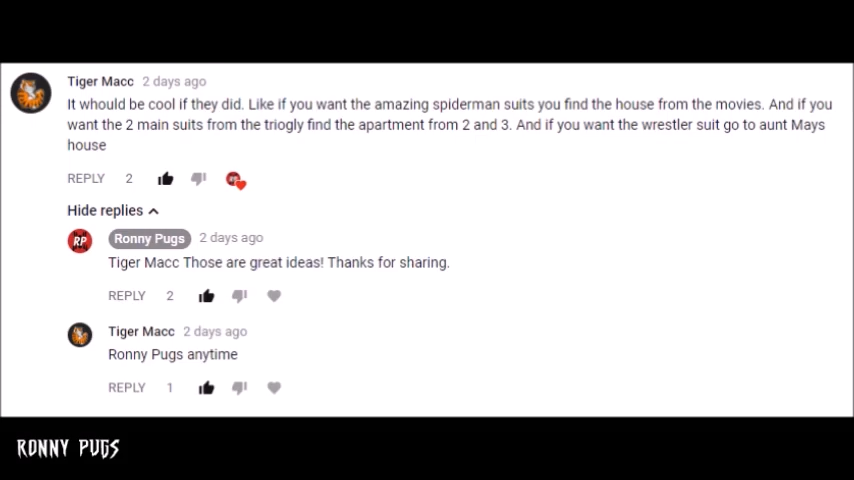 Tiger Macc 2 days ago
It whould be cool if they did. Like if you want the amazing spiderman suits you find the house from the movies. And if you
want the 2 main suits from the triogly find the apartment from 2 and 3. And if you want the wrestler suit go to aunt Mays
house
REPLY 2
Hide replies
RP
Ronny Pugs 2 days ago
Tiger Macc Those are great ideas! Thanks for sharing.
REPLY 2
Tiger Macc 2 days ago
Ronny Pugs anytime
REPLY 1
RONNY PUGS